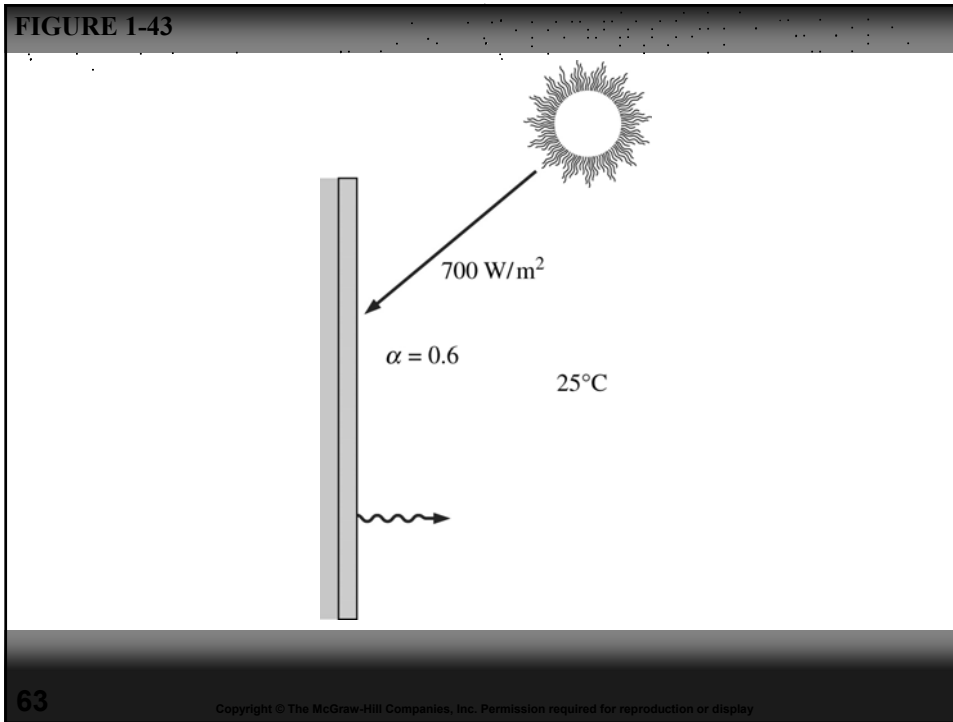 FIGURE 1-43
700 W/m²
α = 0.6
25°C
63
Copyright © The McGraw-Hill Companies, Inc. Permission required for reproduction or display